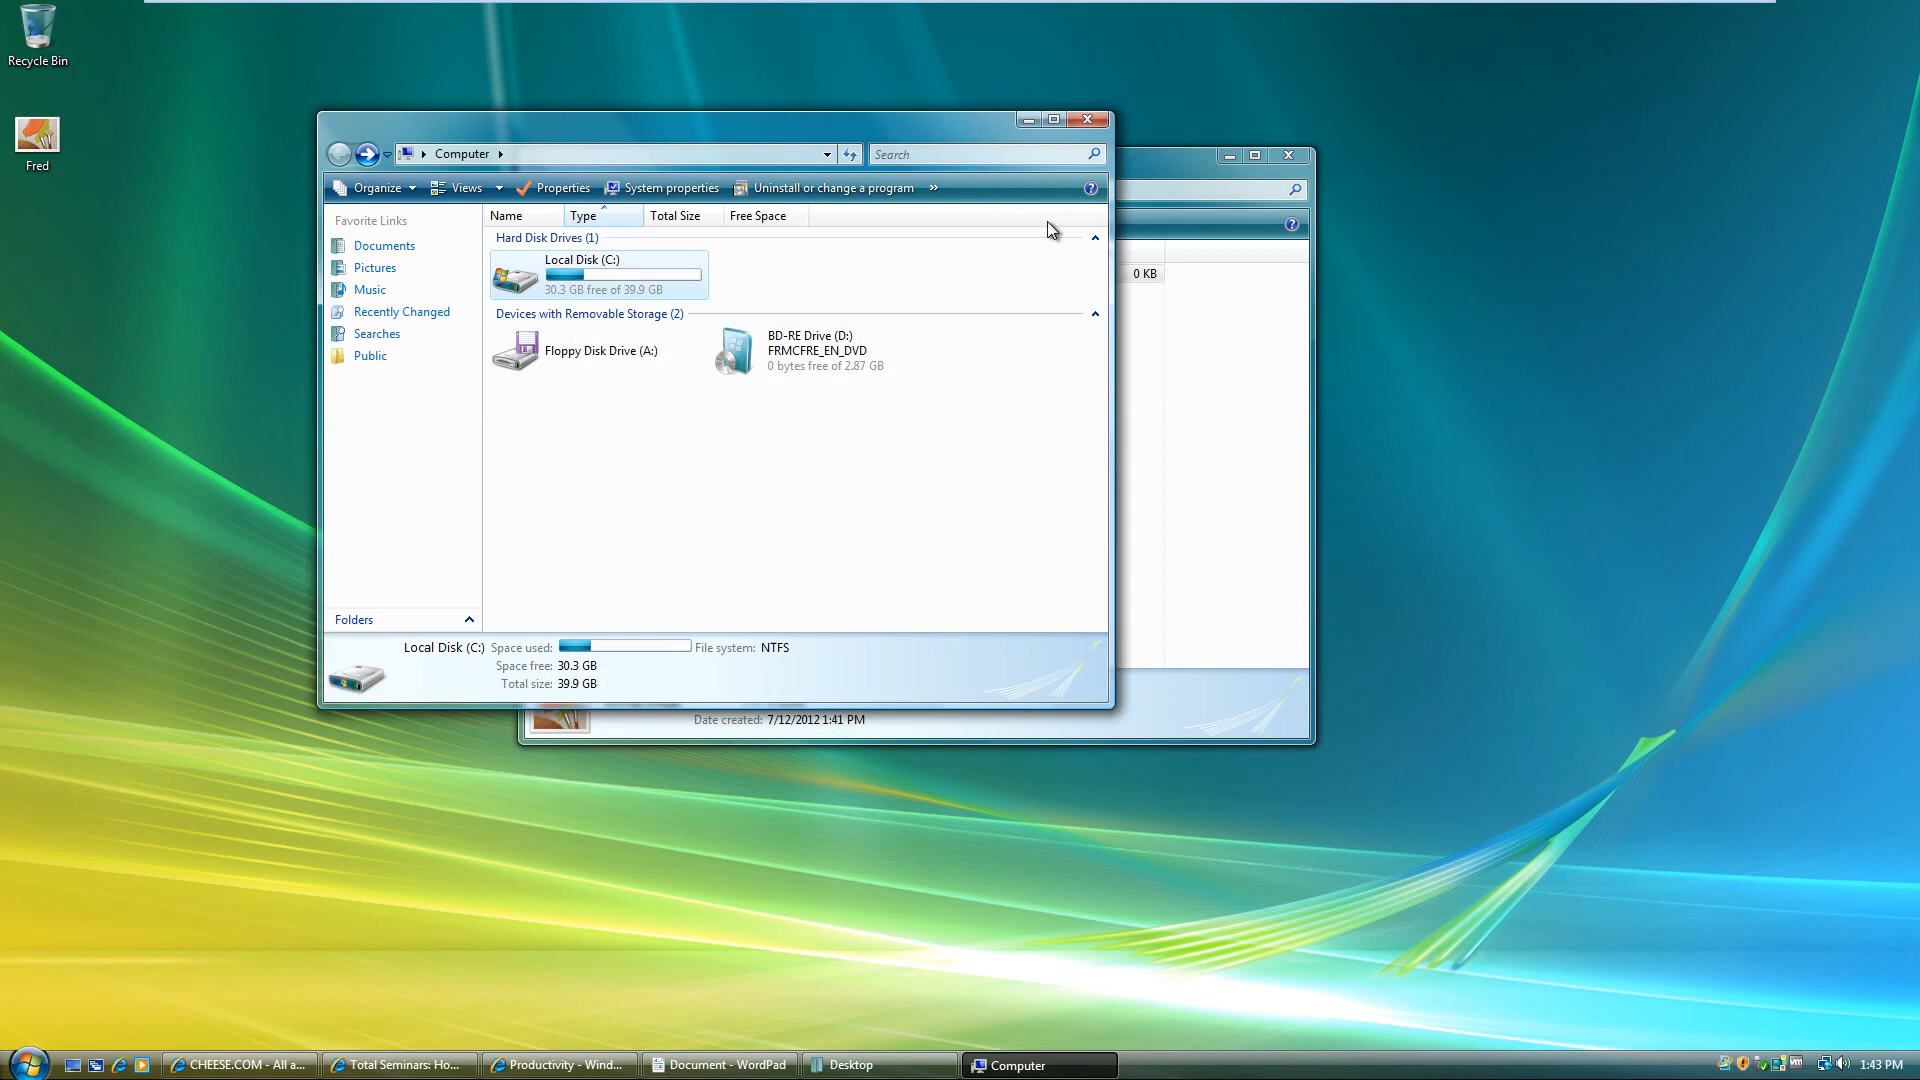 Recycle Bin
Fred
Computer
Search
Organize
Views
Properties
System properties
Uninstall or change a program
»
Favorite Links
Documents
Pictures
Music
Recently Changed
Searches
Public
Folders
Name
Type
Total Size
Free Space
Hard Disk Drives (1)
Local Disk (C:)
30.3 GB free of 39.9 GB
Devices with Removable Storage (2)
Floppy Disk Drive (A:)
BD-RE Drive (D:)
FRMCFRE_EN_DVD
0 bytes free of 2.87 GB
0 KB
Local Disk (C:) Space used: File system: NTFS
Space free: 30.3 GB
Total size: 39.9 GB
Date created: 7/12/2012 1:41 PM
CHEESE.COM - All a...
Total Seminars: Ho...
Productivity - Wind...
Document - WordPad
Desktop
Computer
1:43 PM